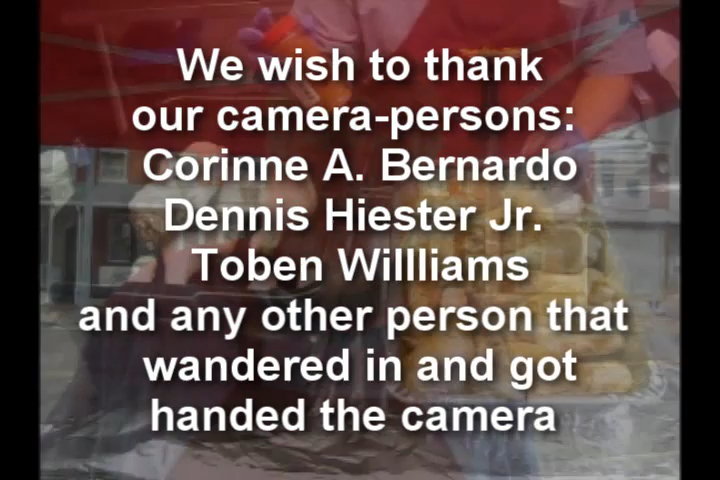 We wish to thank
our camera-persons:
Corinne A. Bernardo
Dennis Hiester Jr.
Toben Willliams
and any other person that
wandered in and got
handed the camera